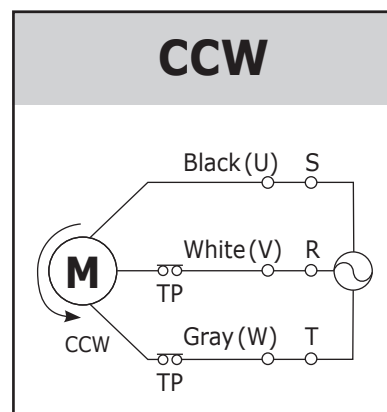 CCW
Black (U) S
White (V) R
M
TP
Gray (W) T
CCW
TP